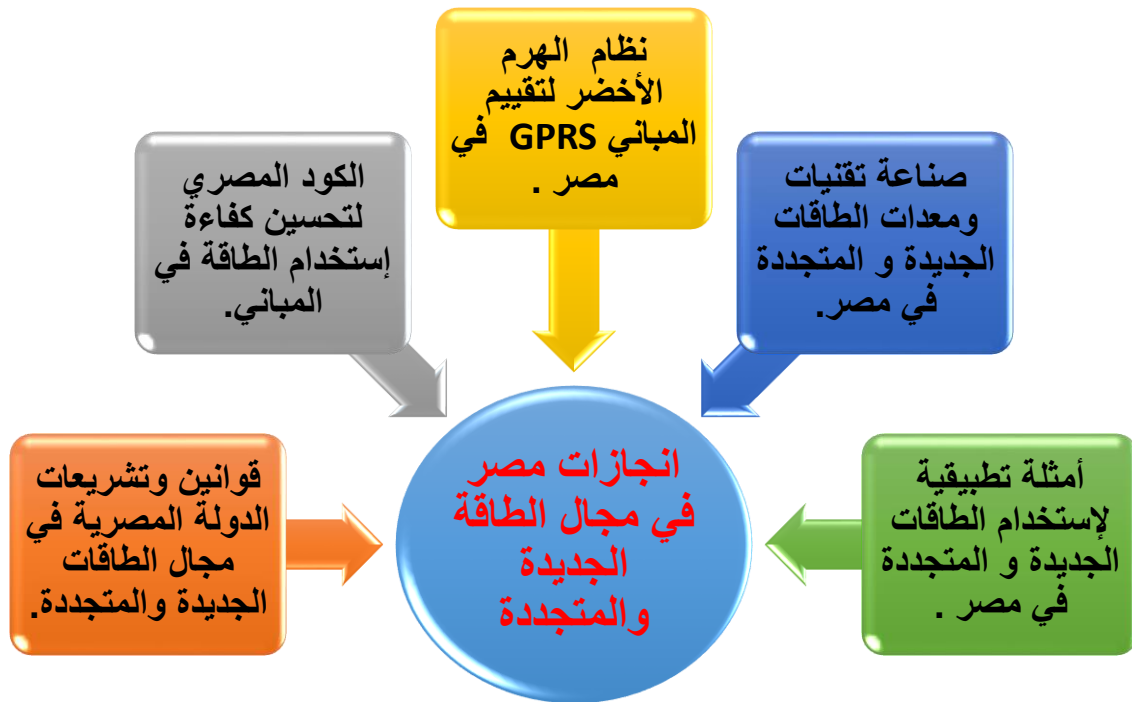 نظام الهرم
الأخضر لتقييم
المباني GPRS في
مصر .
صناعة تقنيات
ومعدات الطاقات
الجديدة و المتجددة
في مصر.
الكود المصري
لتحسين كفاءة
إستخدام الطاقة في
المباني.
أمثلة تطبيقية
لإستخدام الطاقات
الجديدة و المتجددة
في مصر .
انجازات مصر
في مجال الطاقة
الجديدة
والمتجددة
قوانين وتشريعات
الدولة المصرية في
مجال الطاقات
الجديدة والمتجددة.